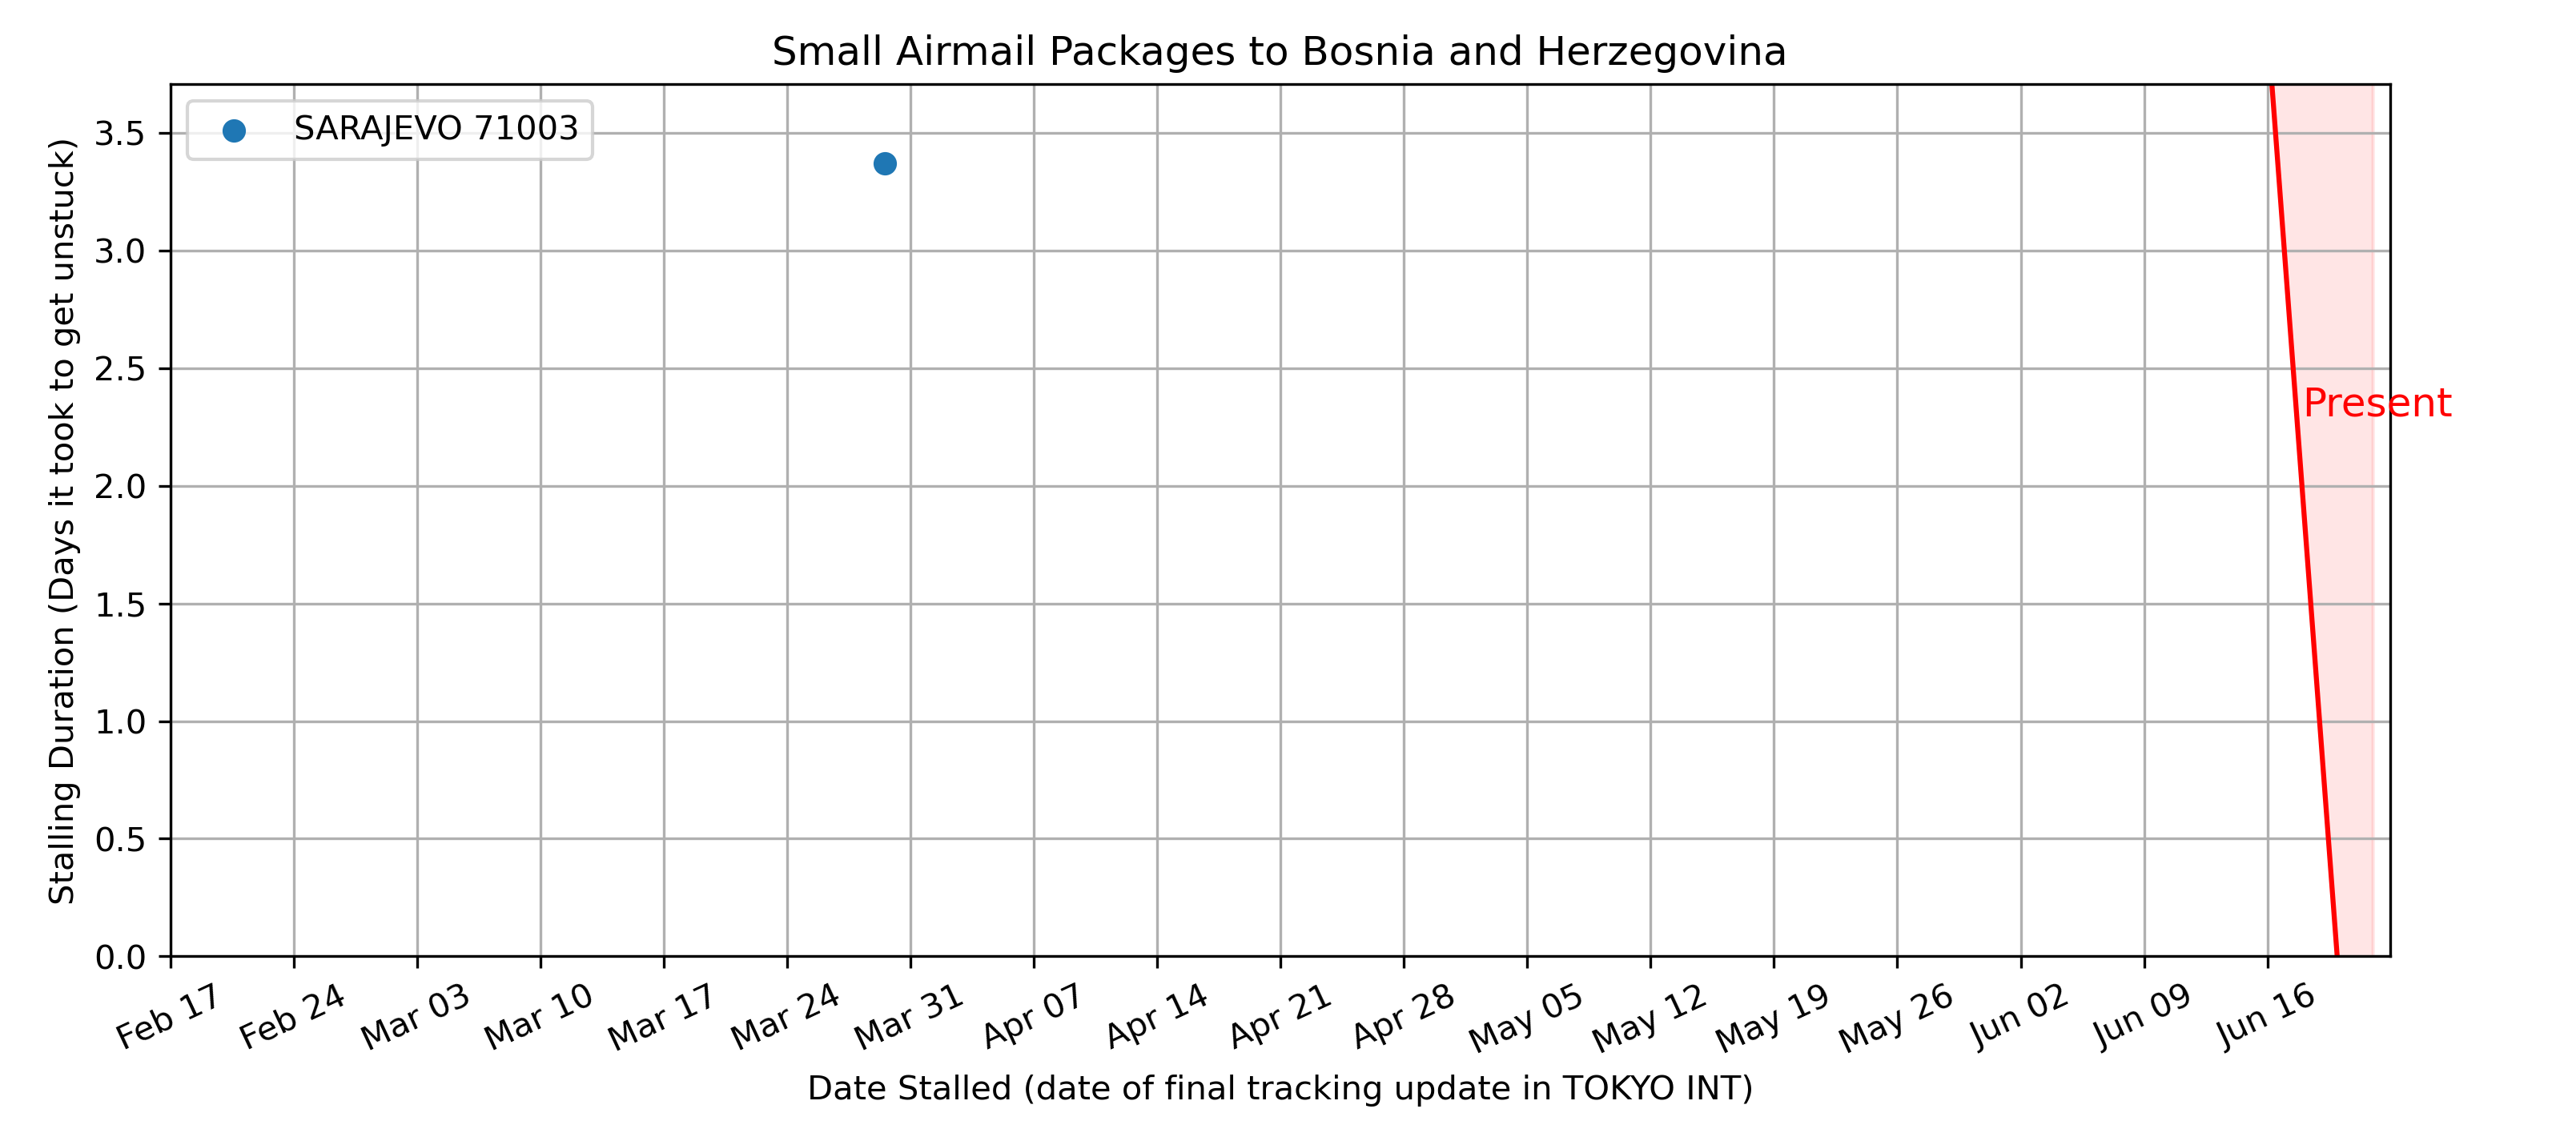 Small Airmail Packages to Bosnia and Herzegovina
SARAJEVO 71003
Stalling Duration (Days it took to get unstuck)
3.5
3.0
2.5
2.0
1.5
1.0
0.5
0.0
Present
Feb 17 Feb 24 Mar 03 Mar 10 Mar 17 Mar 24 Mar 31 Apr 07 Apr 14 Apr 21 Apr 28 May 05 May 12 May 19 May 26 Jun 02 Jun 09 Jun 16
Date Stalled (date of final tracking update in TOKYO INT)